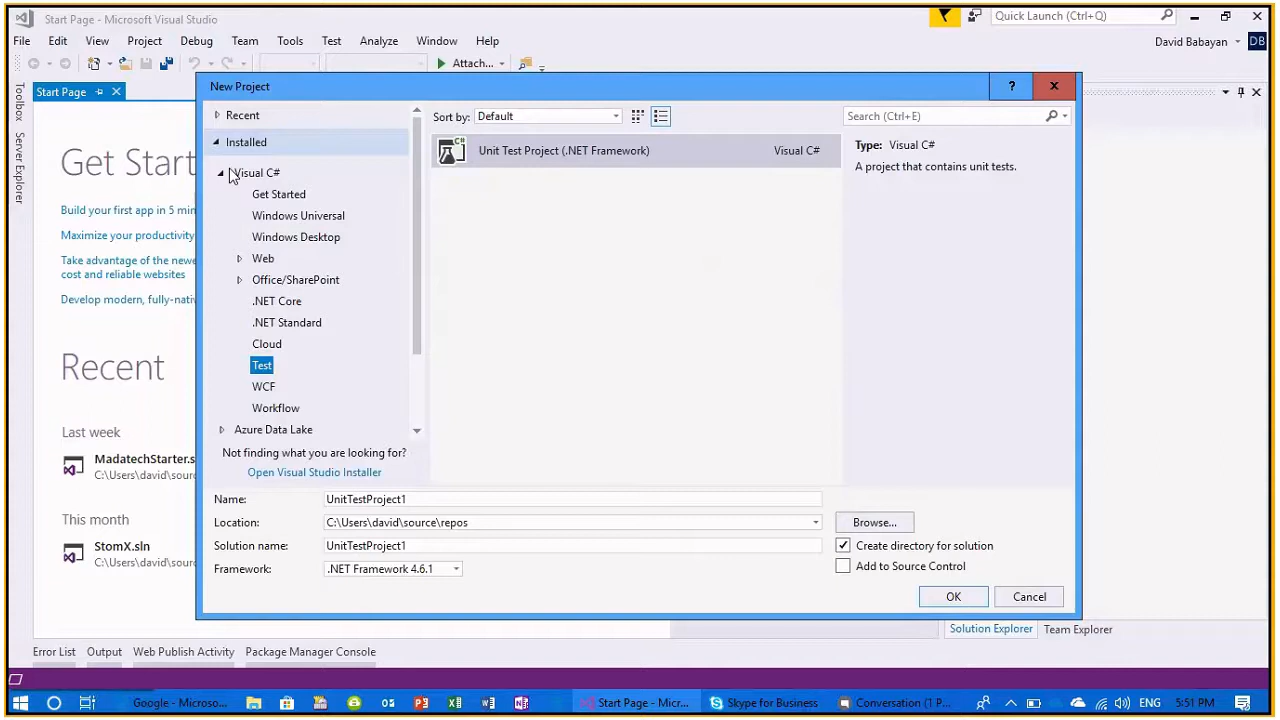 Start Page - Microsoft Visual Studio
Quick Launch (Ctrl+Q)
File Edit View Project Debug Team Tools Test Analyze Window Help
David Babayan DB
Attach...
Start Page
Toolbox
Server Explorer
Get Start
Build your first app in 5 min
Maximize your productivity
Take advantage of the newe
cost and reliable websites
Develop modern, fully-nativ
Recent
Last week
MadatechStarter.s
C:\Users\david\sourc
This month
StomX.sln
C:\Users\david\sourc
New Project
?
Recent
Installed
Visual C#
Get Started
Windows Universal
Windows Desktop
Web
Office/SharePoint
.NET Core
.NET Standard
Cloud
Test
WCF
Workflow
Azure Data Lake
Not finding what you are looking for?
Open Visual Studio Installer
Sort by: Default
C# Unit Test Project (.NET Framework) Visual C#
Search (Ctrl+E)
Type: Visual C#
A project that contains unit tests.
Name: UnitTestProject1
Location: C:\Users\david\source\repos
Browse...
Solution name: UnitTestProject1
Create directory for solution
Framework: .NET Framework 4.6.1
Add to Source Control
OK Cancel
Solution Explorer Team Explorer
Error List Output Web Publish Activity Package Manager Console
Google - Microso...
Start Page - Micr...
Skype for Business
Conversation (1 P...
ENG 5:51 PM